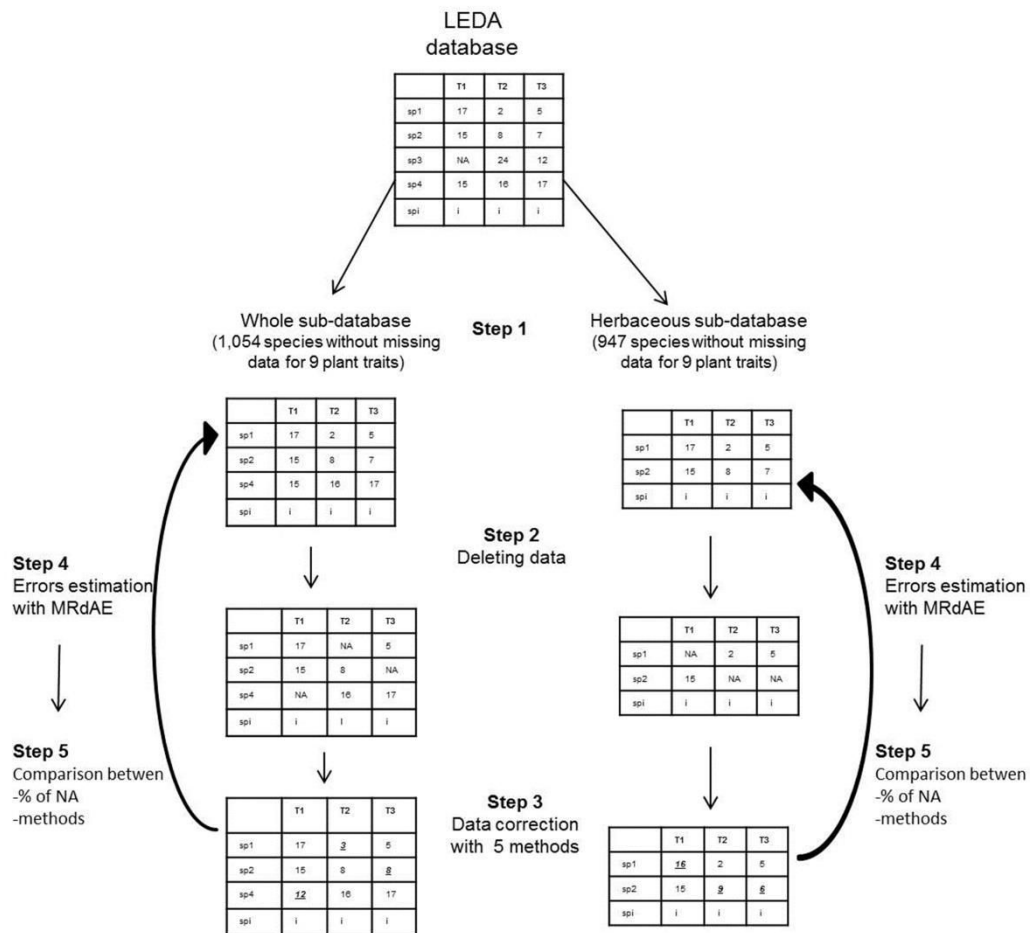 LEDA
database
T1 T2 T3
sp1 17 2 5
sp2 15 8 7
sp3 NA 24 12
sp4 15 16 17
spi i i i
Whole sub-database
(1,054 species without missing
data for 9 plant traits)
Step 1
Herbaceous sub-database
(947 species without missing
data for 9 plant traits)
T1 T2 T3
sp1 17 2 5
sp2 15 8 7
sp4 15 16 17
spi i i i
T1 T2 T3
sp1 17 2 5
sp2 15 8 7
spi i i i
Step 2
Deleting data
Step 4
Errors estimation
with MRdAE
Step 4
Errors estimation
with MRdAE
T1 T2 T3
sp1 17 NA 5
sp2 15 8 NA
sp4 NA 16 17
spi i I i
T1 T2 T3
sp1 NA 2 5
sp2 15 NA NA
spi i i i
Step 5
Comparison betwen
-% of NA
-methods
Step 5
Comparison betwen
-% of NA
-methods
Step 3
Data correction
with 5 methods
T1 T2 T3
sp1 17 3 5
sp2 15 8 8
sp4 12 16 17
spi i i i
T1 T2 T3
sp1 16 2 5
sp2 15 9 6
spi i i i